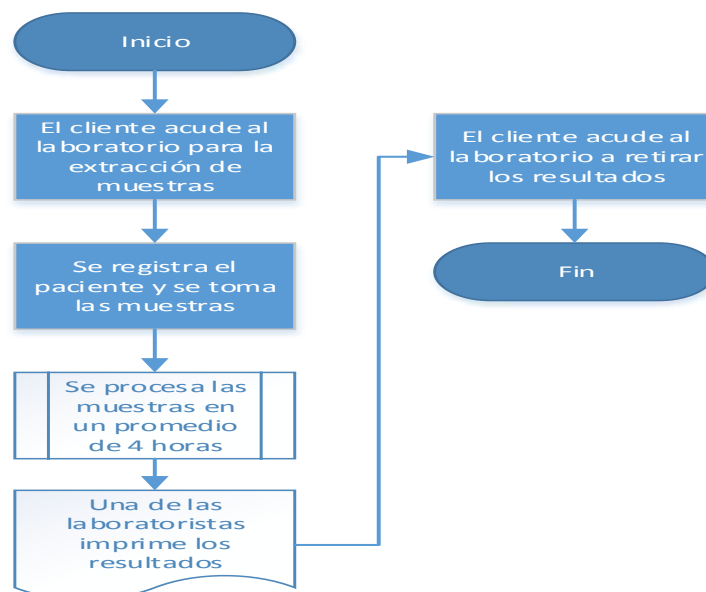 Inicio
El cliente acude al
laboratorio para la
extracción de
muestras
Se registra el
paciente y se toma
las muestras
Se procesa las
muestras en
un promedio
de 4 horas
Una de las
laboratoristas
imprime los
resultados
El cliente acude al
laboratorio a retirar
los resultados
Fin